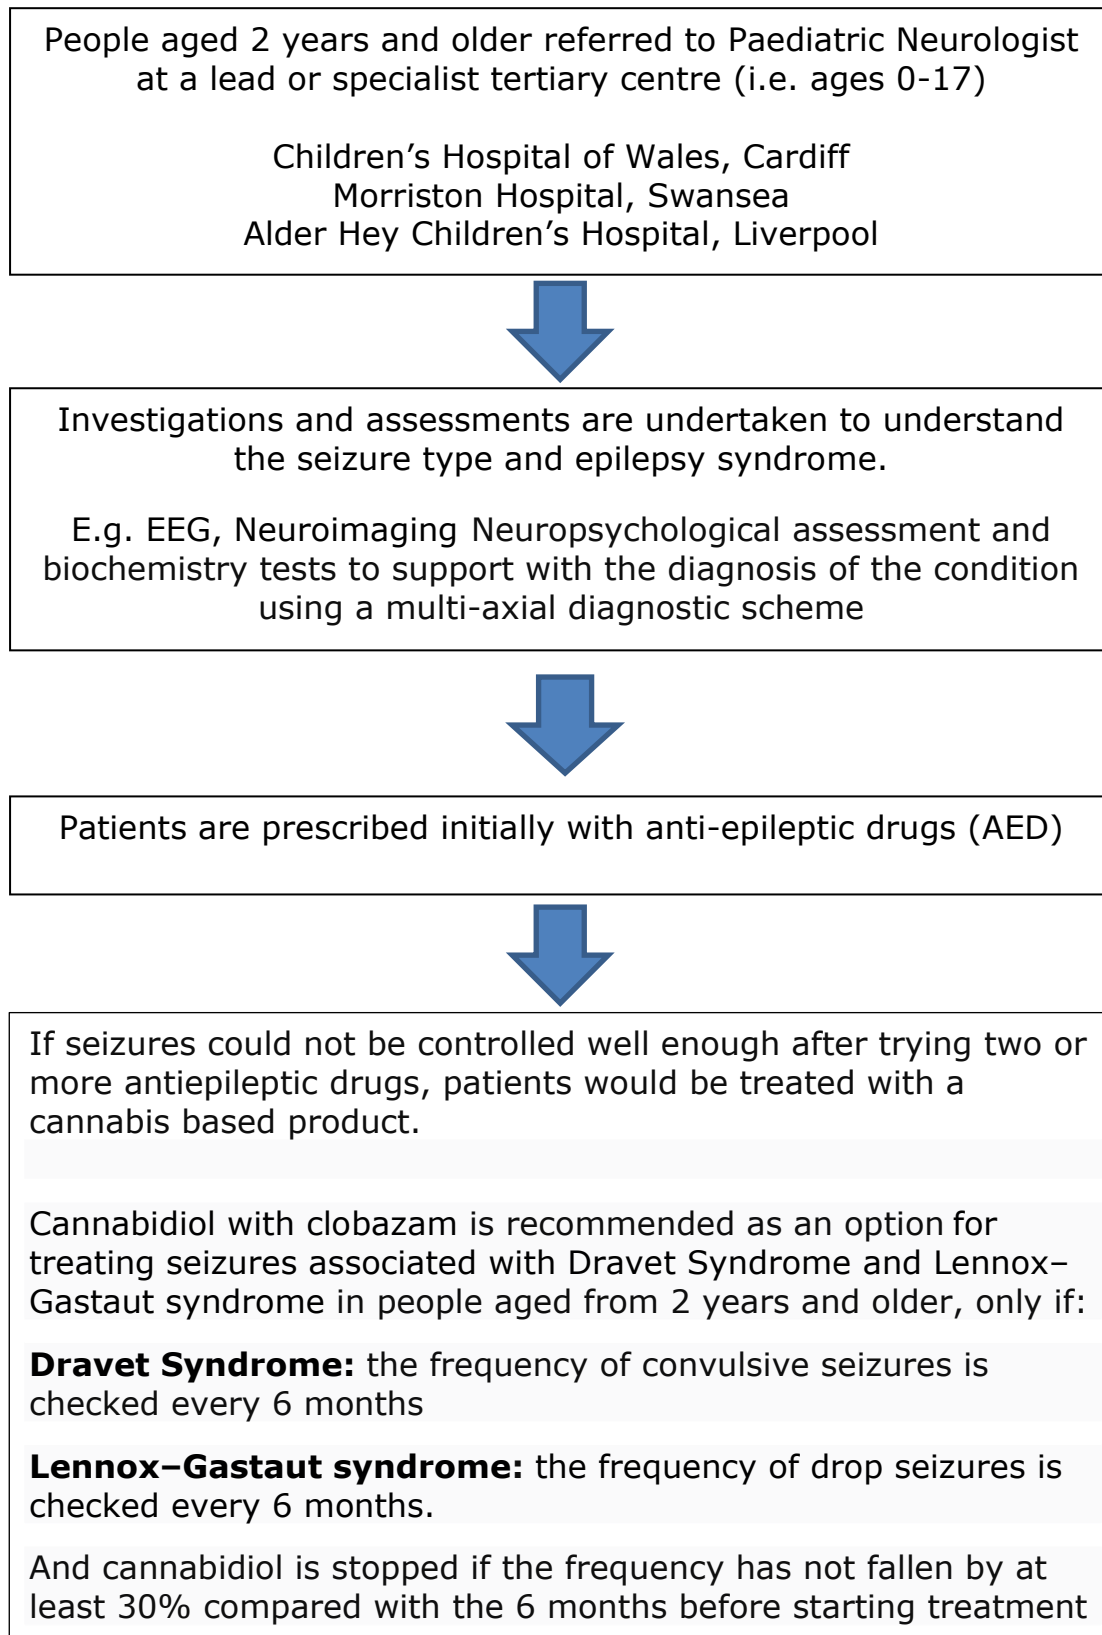 People aged 2 years and older referred to Paediatric Neurologist
at a lead or specialist tertiary centre (i.e. ages 0-17)
Children’s Hospital of Wales, Cardiff
Morriston Hospital, Swansea
Alder Hey Children’s Hospital, Liverpool
Investigations and assessments are undertaken to understand
the seizure type and epilepsy syndrome.
E.g. EEG, Neuroimaging Neuropsychological assessment and
biochemistry tests to support with the diagnosis of the condition
using a multi-axial diagnostic scheme
Patients are prescribed initially with anti-epileptic drugs (AED)
If seizures could not be controlled well enough after trying two or
more antiepileptic drugs, patients would be treated with a
cannabis based product.
Cannabidiol with clobazam is recommended as an option for
treating seizures associated with Dravet Syndrome and Lennox–
Gastaut syndrome in people aged from 2 years and older, only if:
Dravet Syndrome: the frequency of convulsive seizures is
checked every 6 months
Lennox–Gastaut syndrome: the frequency of drop seizures is
checked every 6 months.
And cannabidiol is stopped if the frequency has not fallen by at
least 30% compared with the 6 months before starting treatment